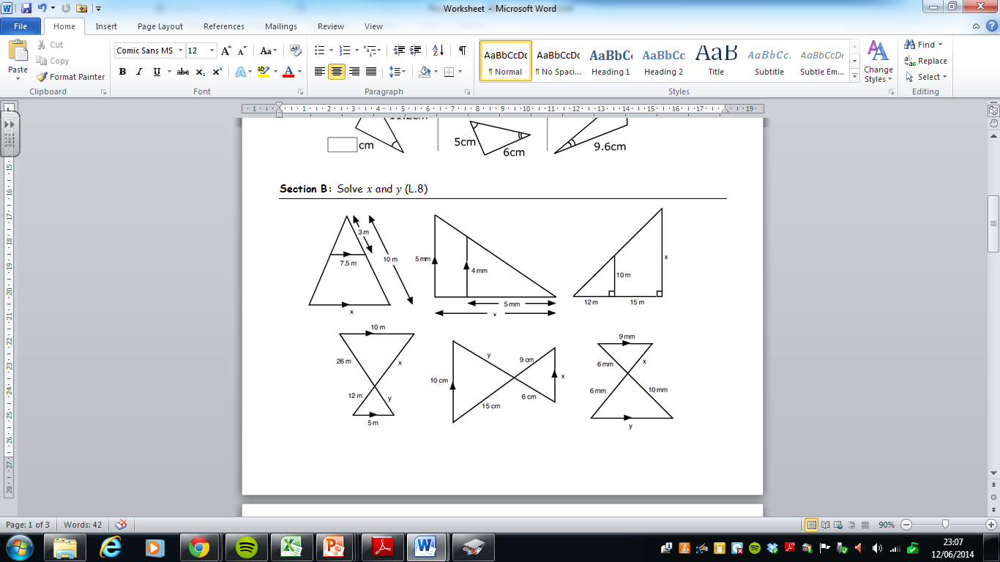 Worksheet - Microsoft Word
File Home Insert Page Layout References Mailings Review View
Paste
Cut
Copy
Format Painter
Clipboard
Comic Sans MS 12
Font
Paragraph
AaBbCcDc AaBbCcDc AaBbCc AaBbCc AaB AaBbCc. AaBbCcDc
¶ Normal ¶ No Spaci... Heading 1 Heading 2 Title Subtitle Subtle Em...
Change Styles
Styles
Find
Replace
Select
Editing
cm
5cm
6cm
9.6cm
Section B: Solve x and y (L.8)
3 m
7.5 m
10 m
x
5 mm
4 mm
5 mm
x
x
10 m
12 m 15 m
10 m
26 m
x
12 m
y
5 m
y
9 cm
10 cm
x
6 cm
15 cm
9 mm
6 mm
x
6 mm
10 mm
y
Page: 1 of 3 Words: 42
90%
23:07
12/06/2014